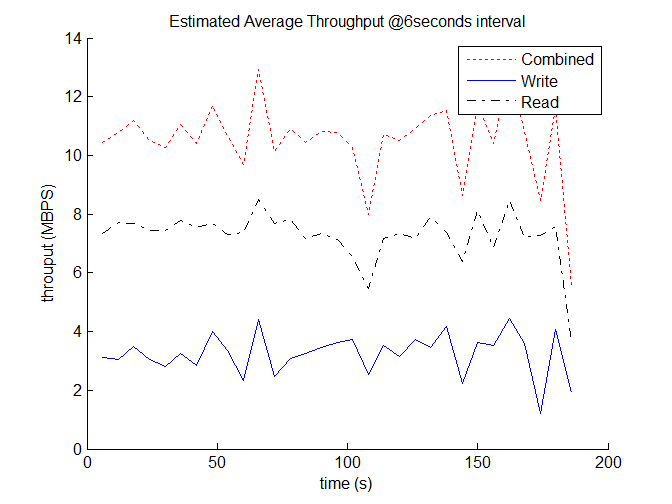 Estimated Average Throughput @6seconds interval
14
12
10
8
6
4
2
0
throuput (MBPS)
Combined
Write
Read
0
50
100
150
200
time (s)